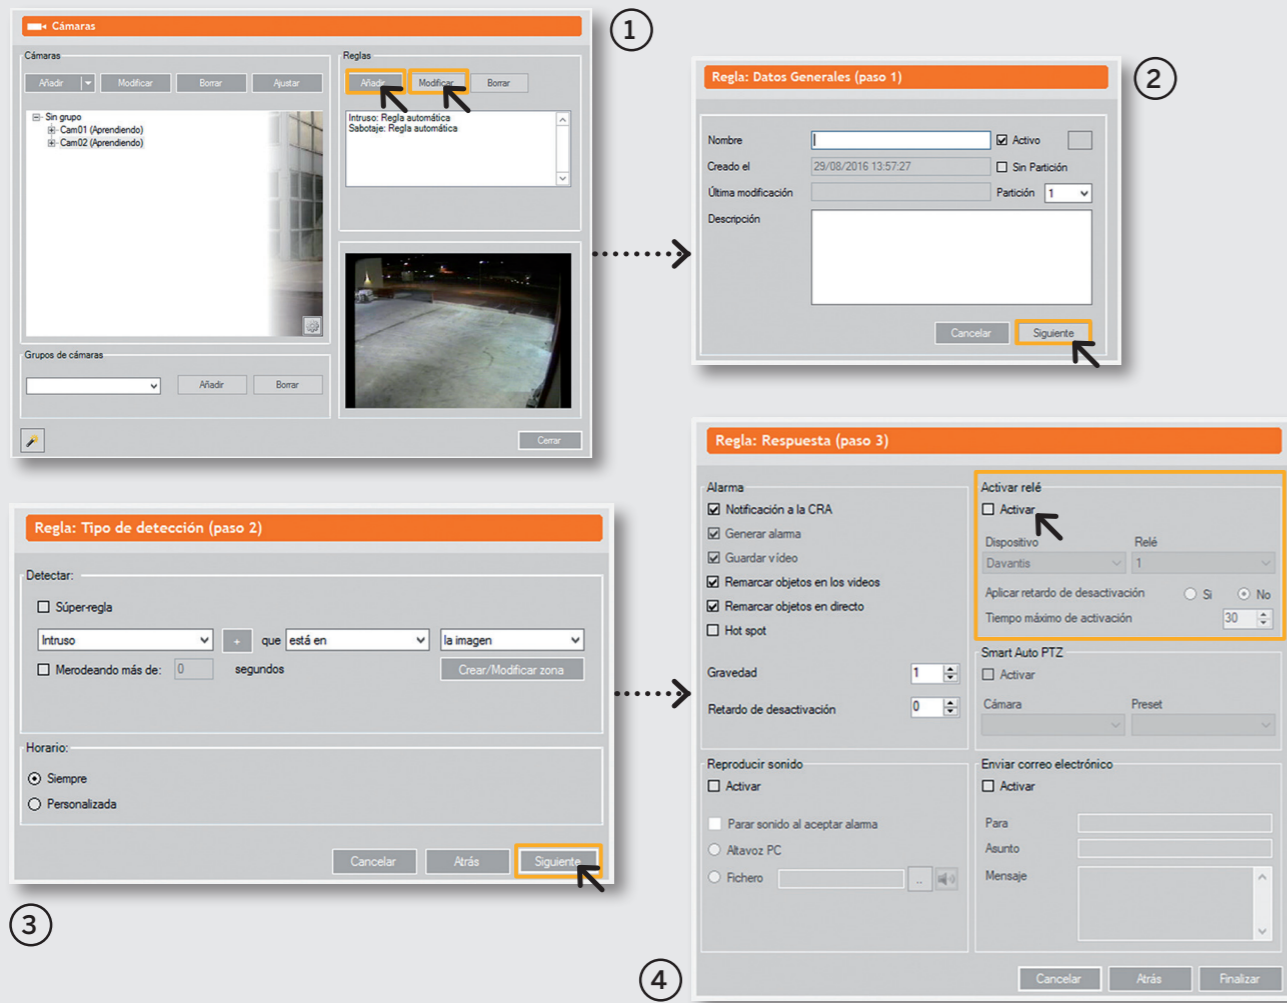 Cámaras
1
Cámaras
Añadir Modificar Borrar Ajustar
Sin grupo
Cam01 (Aprendiendo)
Cam02 (Aprendiendo)
Grupos de cámaras
Añadir Borrar
Reglas
Añadir Modificar Borrar
Intruso: Regla automática
Sabotaje: Regla automática
Cerrar
Regla: Datos Generales (paso 1)
2
Nombre Activo
Creado el 29/08/2016 13:57:27 Sin Partición
Última modificación Partición 1
Descripción
Cancelar Siguiente
Regla: Tipo de detección (paso 2)
Detectar:
Súper-regla
Intruso + que está en la imagen
Merodeando más de: 0 segundos Crear/Modificar zona
Horario:
Siempre
Personalizada
Cancelar Atrás Siguiente
3
Regla: Respuesta (paso 3)
Alarma
Notificación a la CRA
Generar alarma
Guardar vídeo
Remarcar objetos en los videos
Remarcar objetos en directo
Hot spot
Gravedad 1
Retardo de desactivación 0
Activar relé
Activar
Dispositivo Relé
Davantis 1
Aplicar retardo de desactivación Si No
Tiempo máximo de activación 30
Smart Auto PTZ
Activar
Cámara Preset
Reproducir sonido
Activar
Parar sonido al aceptar alarma
Altavoz PC
Fichero ..
Enviar correo electrónico
Activar
Para
Asunto
Mensaje
Cancelar Atrás Finalizar
4